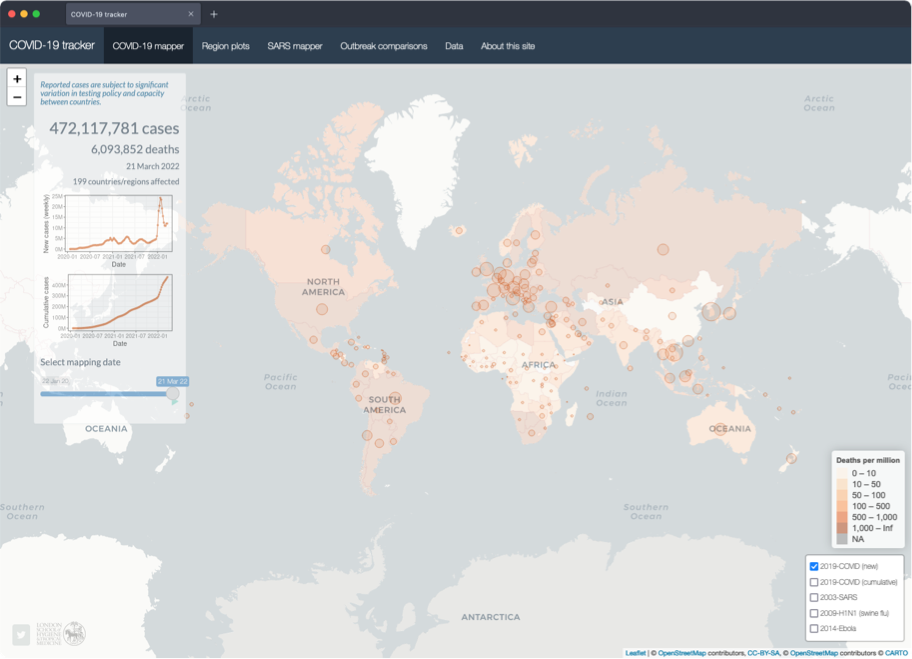 COVID-19 tracker
COVID-19 tracker
COVID-19 mapper
Region plots
SARS mapper
Outbreak comparisons
Data
About this site
+
−
Reported cases are subject to significant
variation in testing policy and capacity
between countries.
472,117,781 cases
6,093,852 deaths
21 March 2022
199 countries/regions affected
New cases (weekly)
25M
20M
15M
10M
5M
0M
2020-01 2020-07 2021-01 2021-07 2022-01
Date
Cumulative cases
400M
300M
200M
100M
0M
2020-01 2020-07 2021-01 2021-07 2022-01
Date
Select mapping date
22 Jan 20
21 Mar 22
Arctic
Ocean
Arctic
Ocean
NORTH
AMERICA
ASIA
AFRICA
Pacific
Ocean
SOUTH
AMERICA
Indian
Ocean
OCEANIA
OCEANIA
Southern
Ocean
Southern
Ocean
ANTARCTICA
Deaths per million
0 – 10
10 – 50
50 – 100
100 – 500
500 – 1,000
1,000 – Inf
NA
2019-COVID (new)
2019-COVID (cumulative)
2003-SARS
2009-H1N1 (swine flu)
2014-Ebola
LONDON
SCHOOL of
HYGIENE
& TROPICAL
MEDICINE
Leaflet | © OpenStreetMap contributors, CC-BY-SA, © OpenStreetMap contributors © CARTO